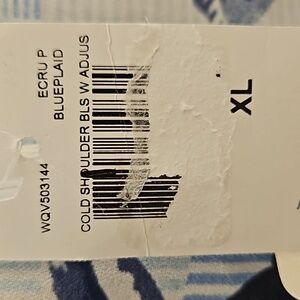 ECRU P
BLUEPLAID
WQV503144
COLD SHOULDER BLS W ADJUS
XL